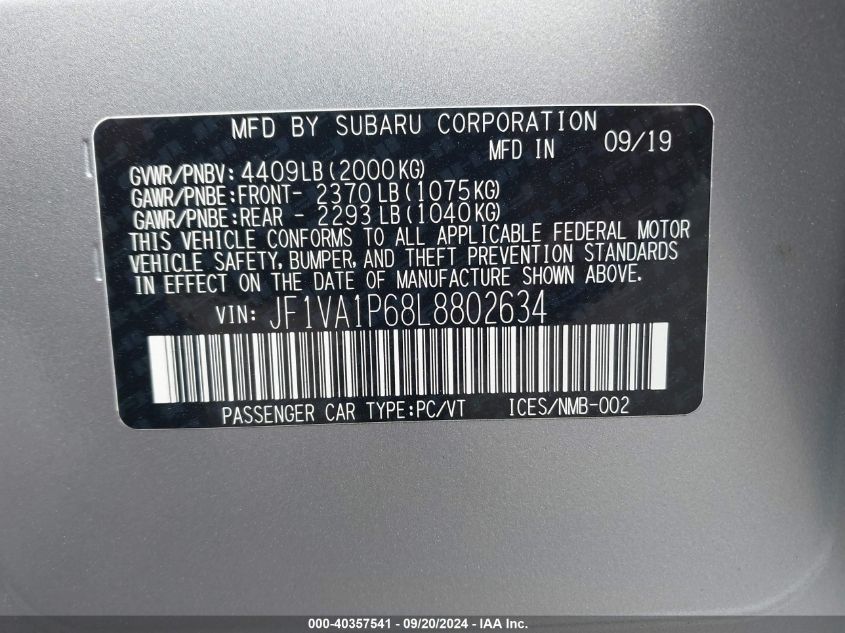 MFD BY SUBARU CORPORATION
MFD IN 09/19
GVWR/PNBV: 4409LB(2000KG)
GAWR/PNBE:FRONT- 2370LB(1075KG)
GAWR/PNBE:REAR - 2293LB(1040KG)
THIS VEHICLE CONFORMS TO ALL APPLICABLE FEDERAL MOTOR
VEHICLE SAFETY, BUMPER, AND THEFT PREVENTION STANDARDS
IN EFFECT ON THE DATE OF MANUFACTURE SHOWN ABOVE.
VIN: JF1VA1P68L8802634
PASSENGER CAR TYPE:PC/VT ICES/NMB-002
000-40357541 - 09/20/2024 - IAA Inc.